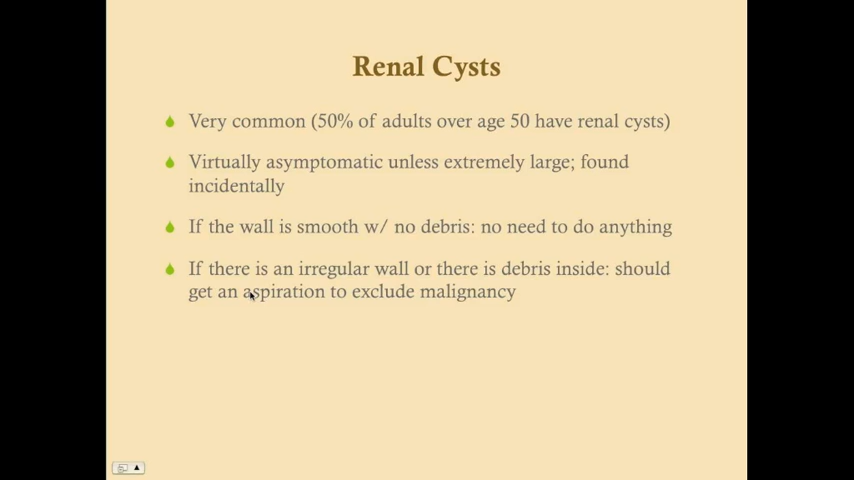 Renal Cysts
Very common (50% of adults over age 50 have renal cysts)
Virtually asymptomatic unless extremely large; found
incidentally
If the wall is smooth w/ no debris: no need to do anything
If there is an irregular wall or there is debris inside: should
get an aspiration to exclude malignancy